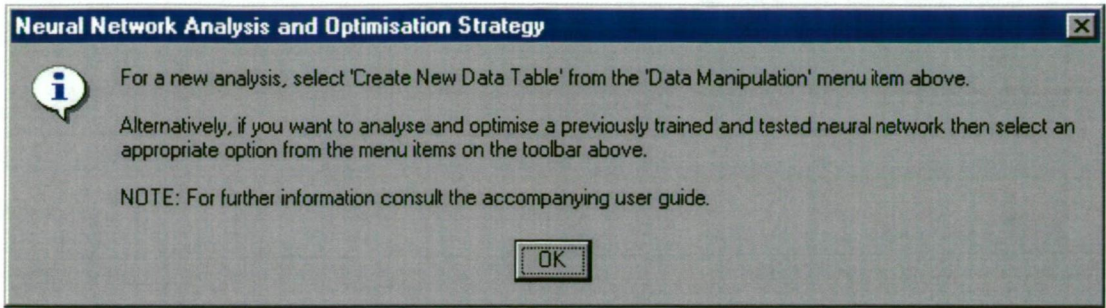 Neural Network Analysis and Optimisation Strategy
For a new analysis, select 'Create New Data Table' from the 'Data Manipulation' menu item above.
Alternatively, if you want to analyse and optimise a previously trained and tested neural network then select an
appropriate option from the menu items on the toolbar above.
NOTE: For further information consult the accompanying user guide.
OK